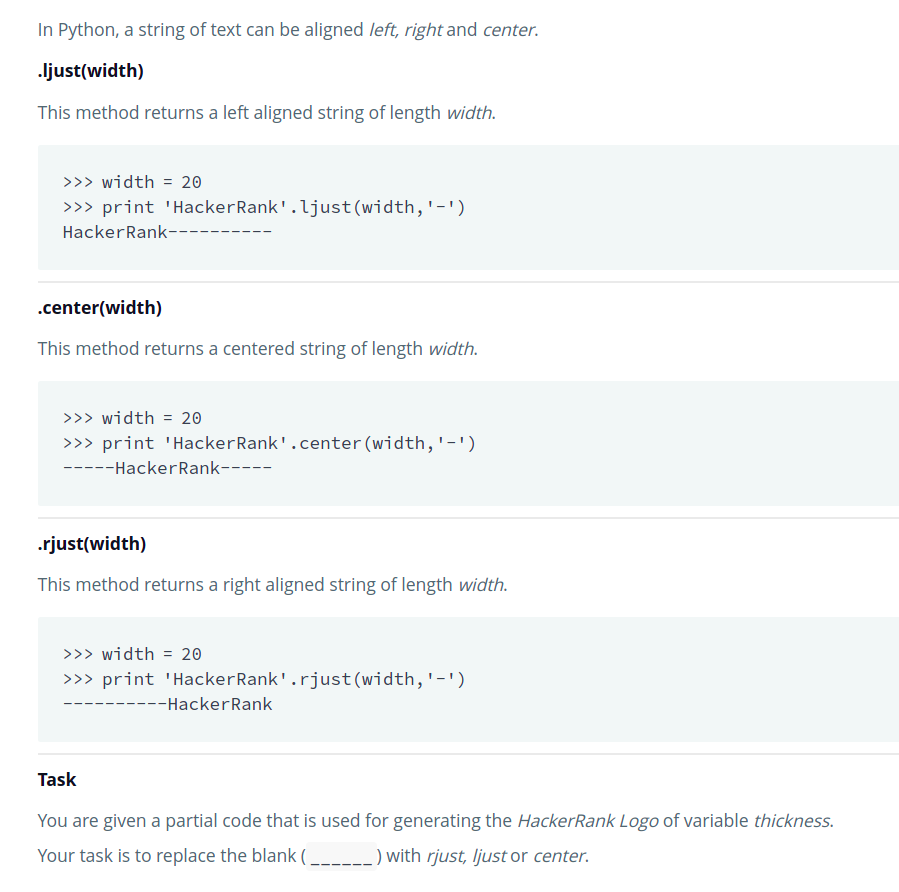 In Python, a string of text can be aligned left, right and center.
.ljust(width)
This method returns a left aligned string of length width.
>>> width = 20
>>> print 'HackerRank'.ljust(width,'-')
HackerRank----------
.center(width)
This method returns a centered string of length width.
>>> width = 20
>>> print 'HackerRank'.center(width,'-')
-----HackerRank-----
.rjust(width)
This method returns a right aligned string of length width.
>>> width = 20
>>> print 'HackerRank'.rjust(width,'-')
----------HackerRank
Task
You are given a partial code that is used for generating the HackerRank Logo of variable thickness.
Your task is to replace the blank (______) with rjust, ljust or center.